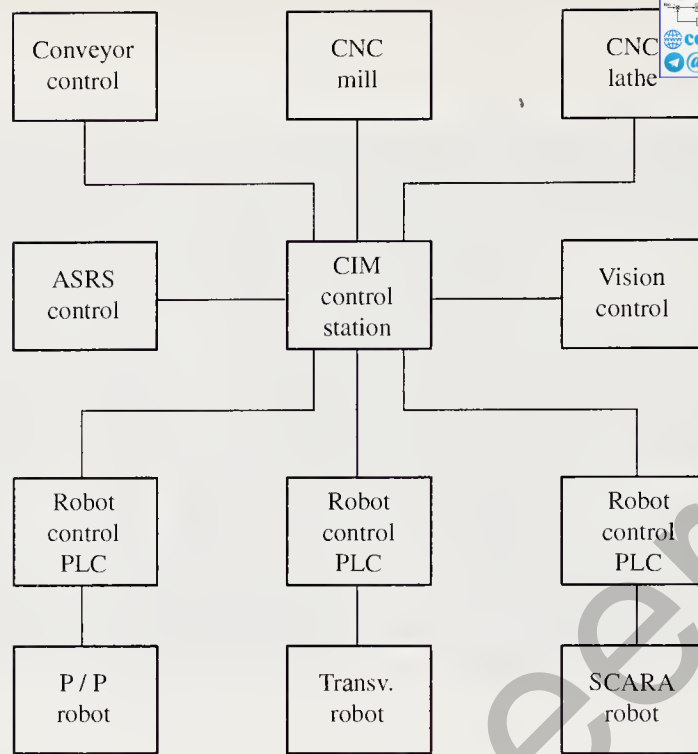 Conveyor
control
CNC
mill
CNC
lathe
ASRS
control
CIM
control
station
Vision
control
Robot
control
PLC
Robot
control
PLC
Robot
control
PLC
P / P
robot
Transv.
robot
SCARA
robot